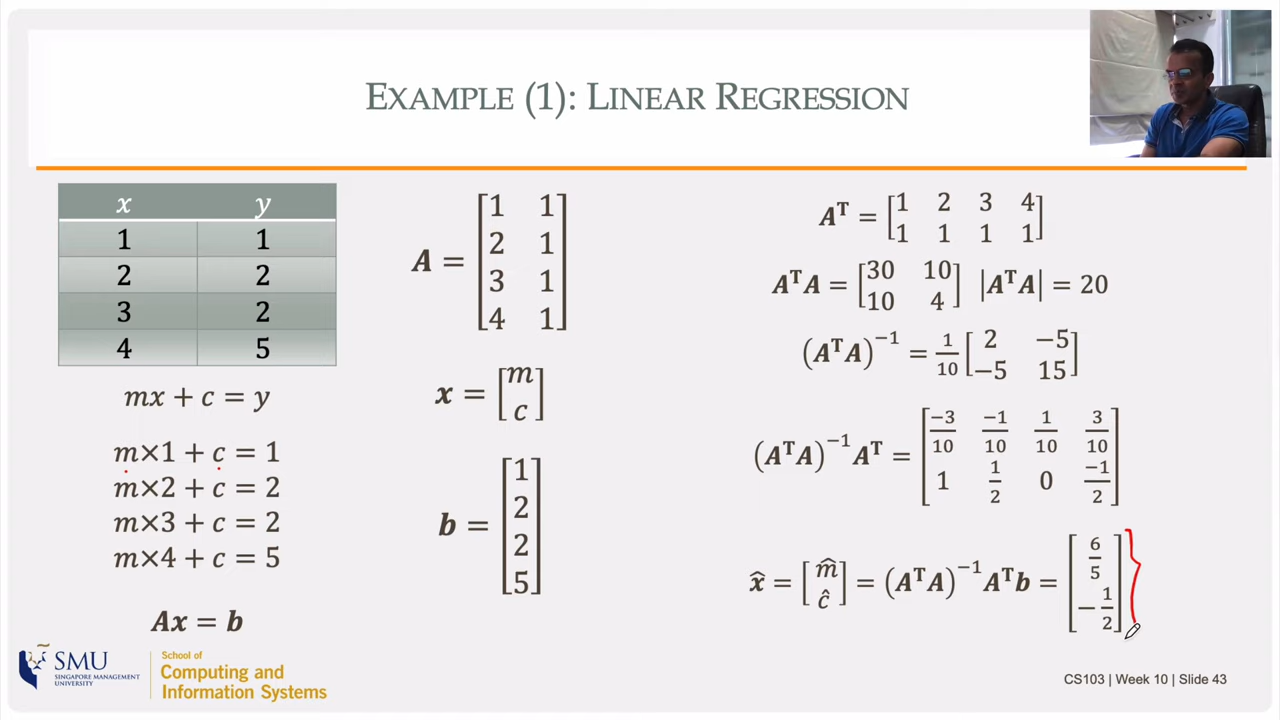 EXAMPLE (1): LINEAR REGRESSION
x y
1 1
2 2
3 2
4 5
mx + c = y
m×1 + c = 1
m×2 + c = 2
m×3 + c = 2
m×4 + c = 5
Ax = b
A = [1 1; 2 1; 3 1; 4 1]
x = [m; c]
b = [1; 2; 2; 5]
Aᵀ = [1 2 3 4; 1 1 1 1]
AᵀA = [30 10; 10 4] |AᵀA| = 20
(AᵀA)⁻¹ = 1/10 [2 −5; −5 15]
(AᵀA)⁻¹Aᵀ = [−3/10 −1/10 1/10 3/10; 1 1/2 0 −1/2]
x̂ = [m̂; ĉ] = (AᵀA)⁻¹Aᵀb = [6/5; −1/2]
SMU
SINGAPORE MANAGEMENT
UNIVERSITY
School of
Computing and
Information Systems
CS103 | Week 10 | Slide 43